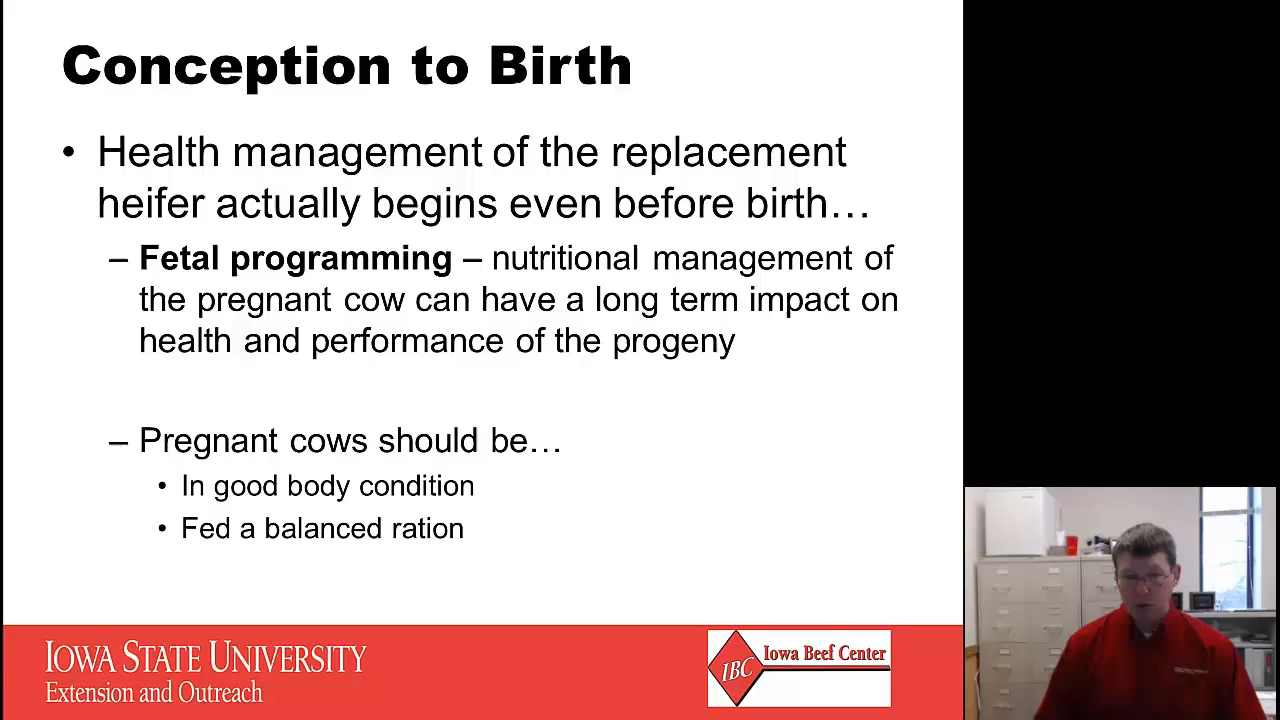 Conception to Birth
• Health management of the replacement
heifer actually begins even before birth…
– Fetal programming – nutritional management of
the pregnant cow can have a long term impact on
health and performance of the progeny
– Pregnant cows should be…
• In good body condition
• Fed a balanced ration
IOWA STATE UNIVERSITY
Extension and Outreach
IBC
Iowa Beef Center